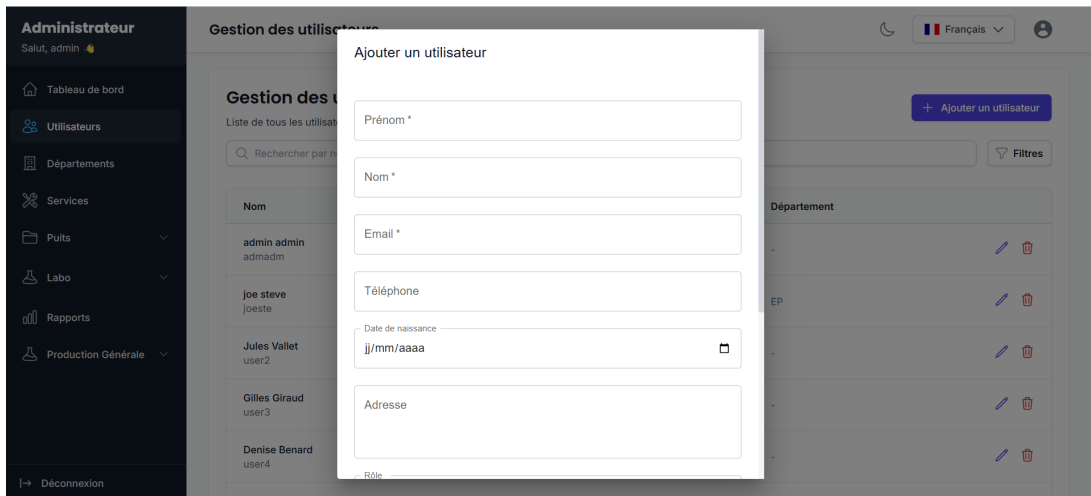 Administrateur
Salut, admin 👋
Tableau de bord
Utilisateurs
Départements
Services
Puits
Labo
Rapports
Production Générale
Déconnexion
Gestion des
Français
Gestion des
Liste de tous les
+ Ajouter un utilisateur
Rechercher par
Filtres
Nom
Département
admin admin
admadm
-
joe steve
joeste
EP
Jules Vallet
user2
-
Gilles Giraud
user3
-
Denise Benard
user4
-
Ajouter un utilisateur
Prénom *
Nom *
Email *
Téléphone
Date de naissance
jj/mm/aaaa
Adresse
Rôle